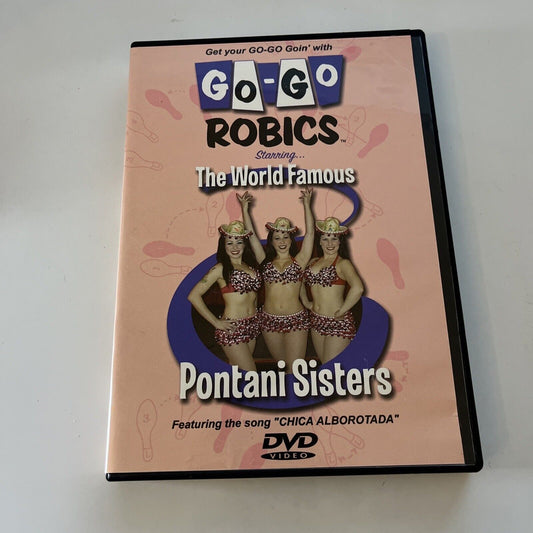 Get your GO-GO Goin' with
GO-GO
ROBICS™
Starring...
The World Famous
Pontani Sisters
Featuring the song "CHICA ALBOROTADA"
DVD
VIDEO